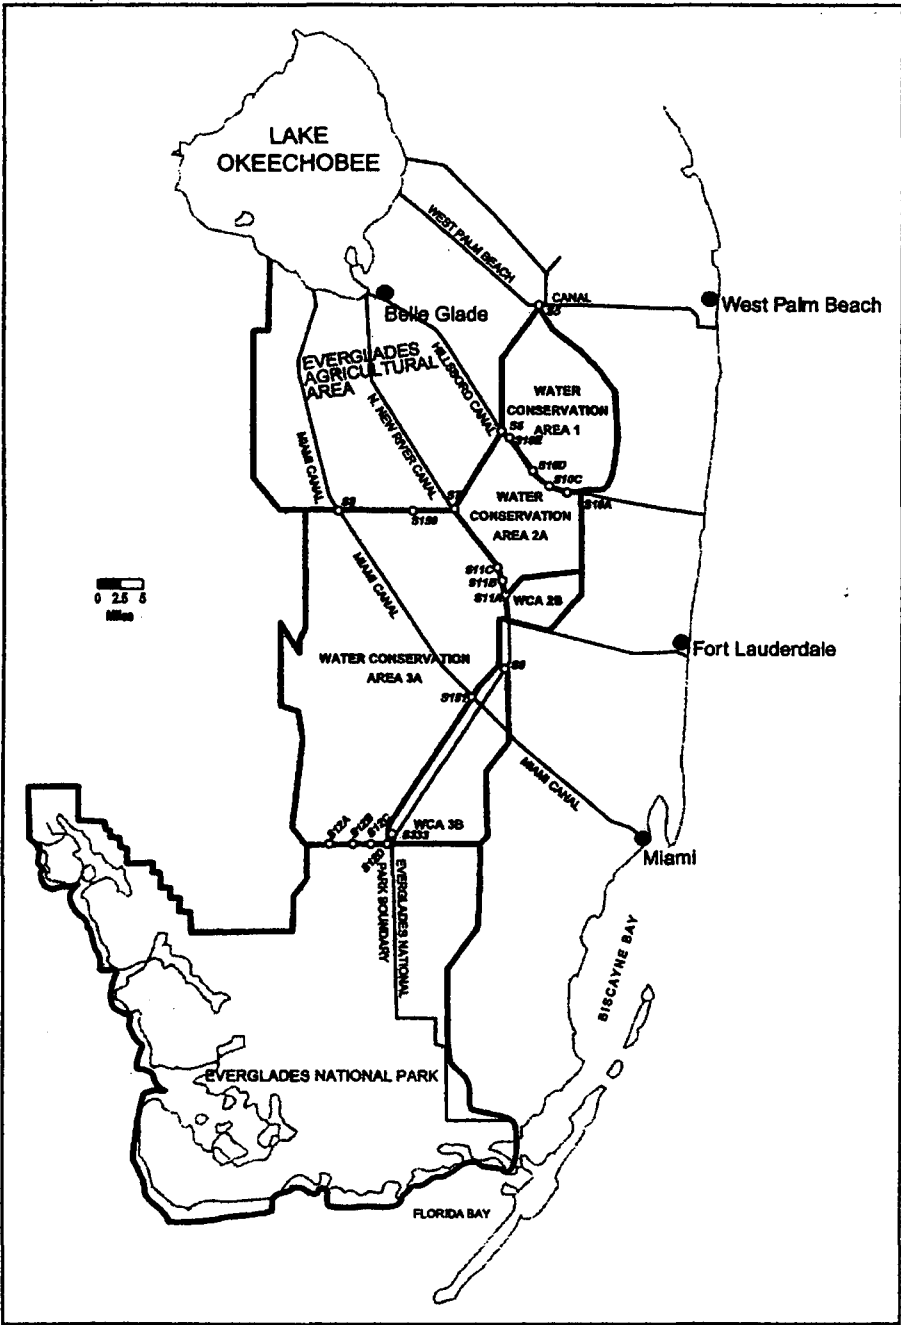 LAKE
OKEECHOBEE
WEST PALM BEACH
CANAL
S5
West Palm Beach
Belle Glade
EVERGLADES
AGRICULTURAL
AREA
HILLSBORO CANAL
N. NEW RIVER CANAL
MIAMI CANAL
WATER
CONSERVATION
AREA 1
S6
S10E
S10D
S10C
S10A
S7
S8
S150
WATER
CONSERVATION
AREA 2A
S11C
S11B
S11A
WCA 2B
MIAMI CANAL
0 2.5 5
Miles
Fort Lauderdale
WATER CONSERVATION
AREA 3A
S9
S151
MIAMI CANAL
WCA 3B
S333
S12A
S12B
S12C
S12D
Miami
EVERGLADES NATIONAL
PARK BOUNDARY
BISCAYNE BAY
EVERGLADES NATIONAL PARK
FLORIDA BAY